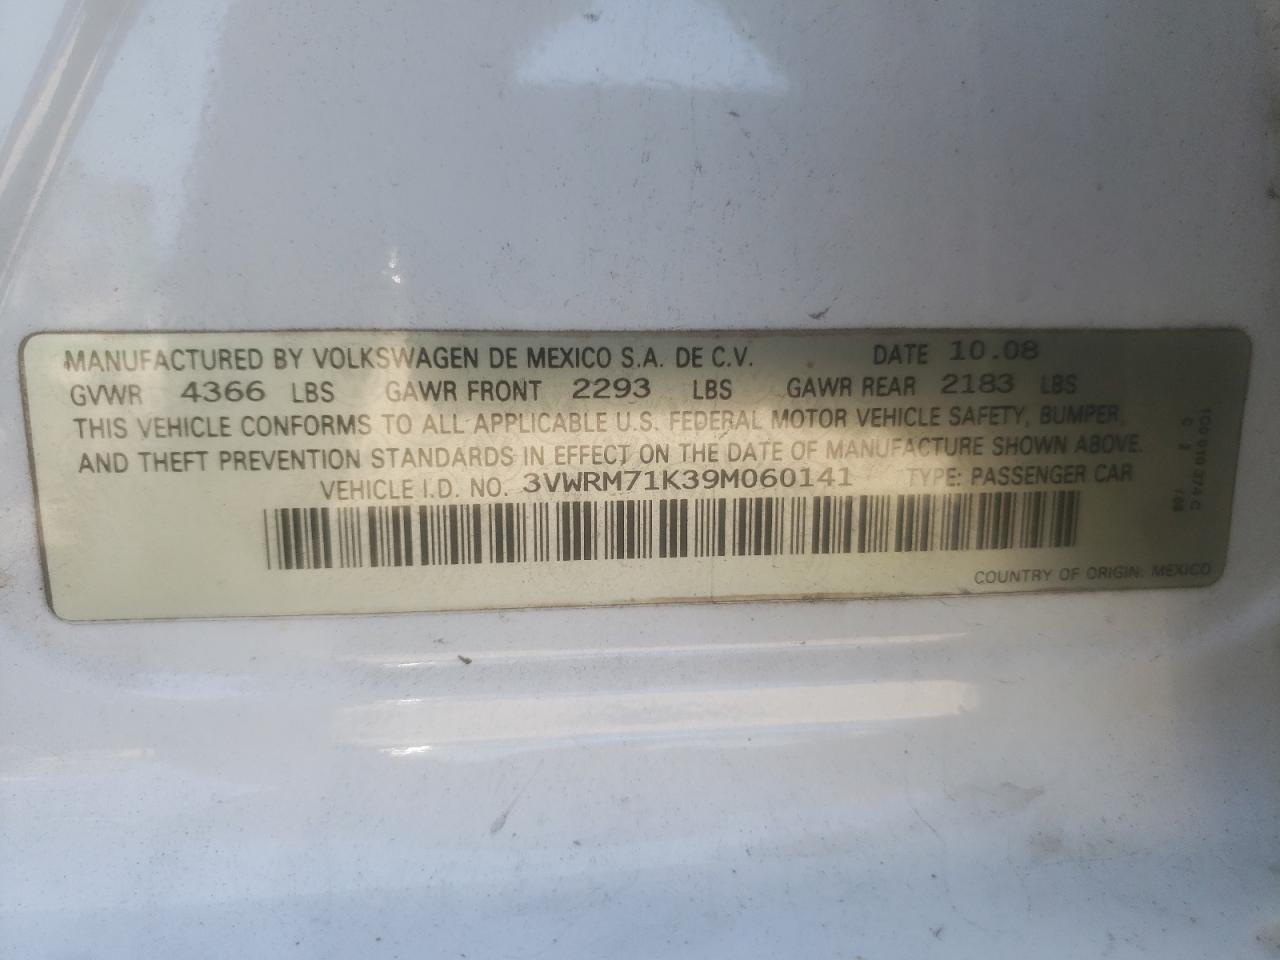 MANUFACTURED BY VOLKSWAGEN DE MEXICO S.A. DE C.V. DATE 10.08
GVWR 4366 LBS GAWR FRONT 2293 LBS GAWR REAR 2183 LBS
THIS VEHICLE CONFORMS TO ALL APPLICABLE U.S. FEDERAL MOTOR VEHICLE SAFETY, BUMPER,
AND THEFT PREVENTION STANDARDS IN EFFECT ON THE DATE OF MANUFACTURE SHOWN ABOVE.
VEHICLE I.D. NO. 3VWRM71K39M060141 TYPE: PASSENGER CAR
COUNTRY OF ORIGIN: MEXICO
010 374 C